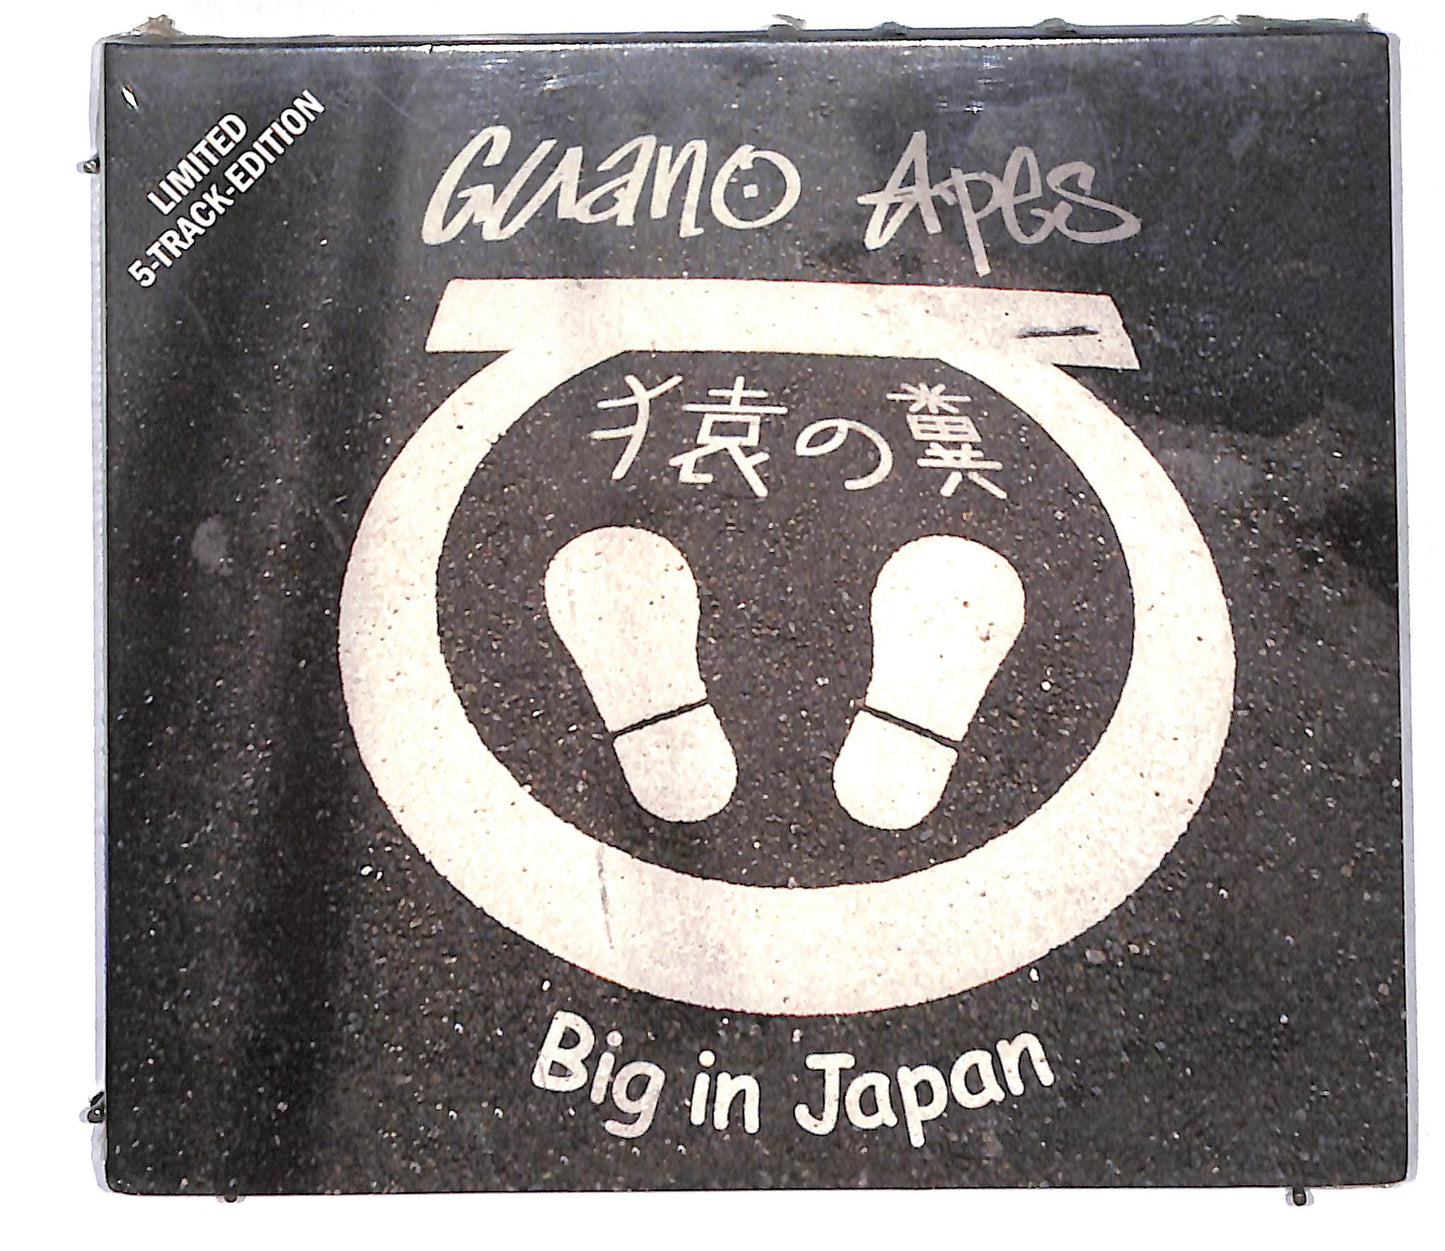 LIMITED
5-TRACK-EDITION
Guano Apes
猿の糞
Big in Japan